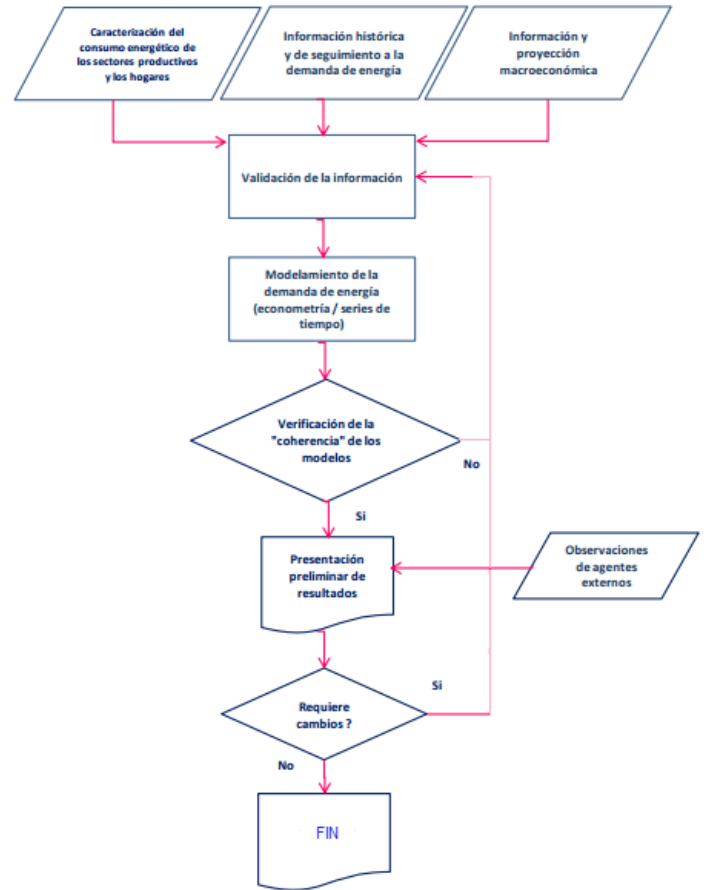 Caracterización del
consumo energético de
los sectores productivos
y los hogares
Información histórica
y de seguimiento a la
demanda de energía
Información y
proyección
macroeconómica
Validación de la información
Modelamiento de la
demanda de energía
(econometría / series de
tiempo)
Verificación de la
"coherencia" de los
modelos
No
Si
Presentación
preliminar de
resultados
Observaciones
de agentes
externos
Si
Requiere
cambios ?
No
FIN